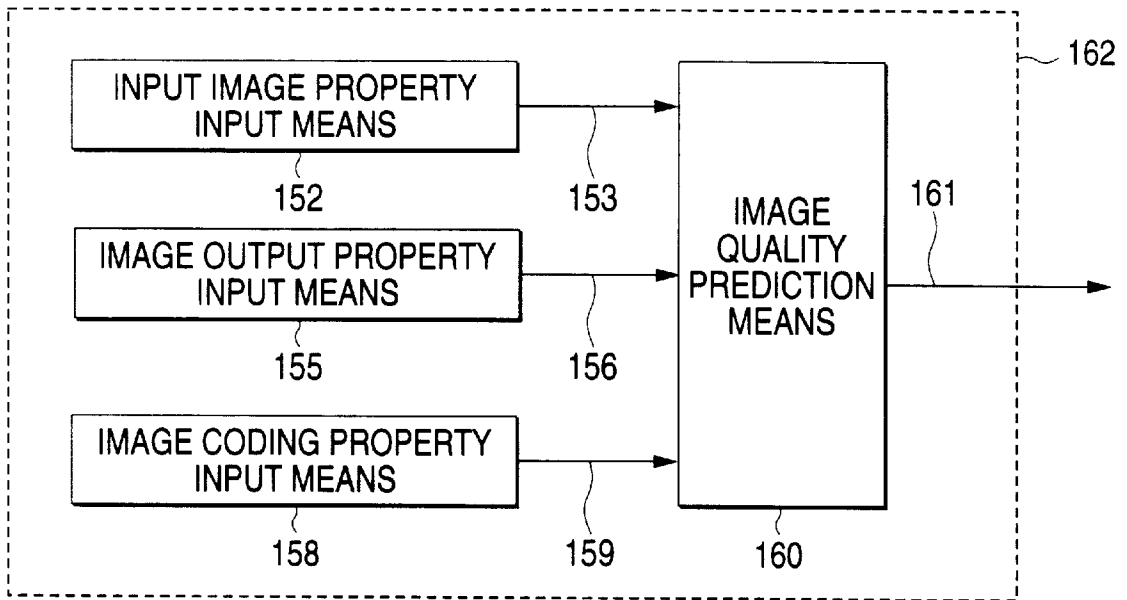 162
INPUT IMAGE PROPERTY
INPUT MEANS
152
153
IMAGE OUTPUT PROPERTY
INPUT MEANS
155
156
IMAGE CODING PROPERTY
INPUT MEANS
158
159
IMAGE
QUALITY
PREDICTION
MEANS
160
161